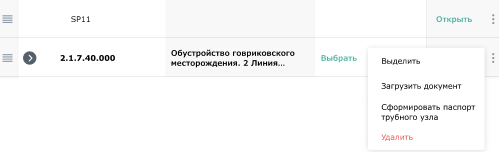 SP11 Открыть
2.1.7.40.000 Обустройство говриковского
месторождения. 2 Линия... Выбрать
Выделить
Загрузить документ
Сформировать паспорт
трубного узла
Удалить